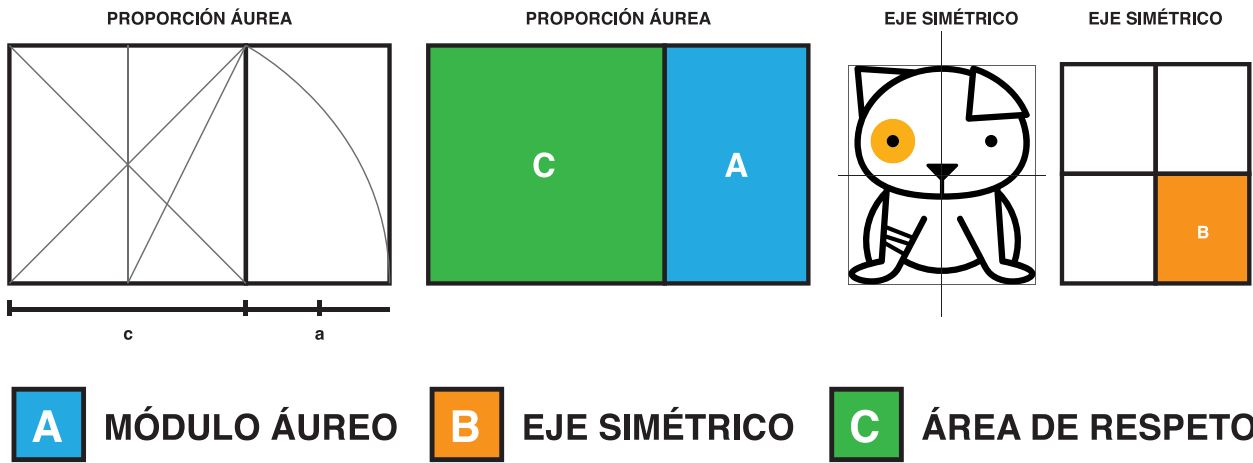 PROPORCIÓN ÁUREA
PROPORCIÓN ÁUREA
EJE SIMÉTRICO
EJE SIMÉTRICO
C
A
B
c
a
A MÓDULO ÁUREO
B EJE SIMÉTRICO
C ÁREA DE RESPETO